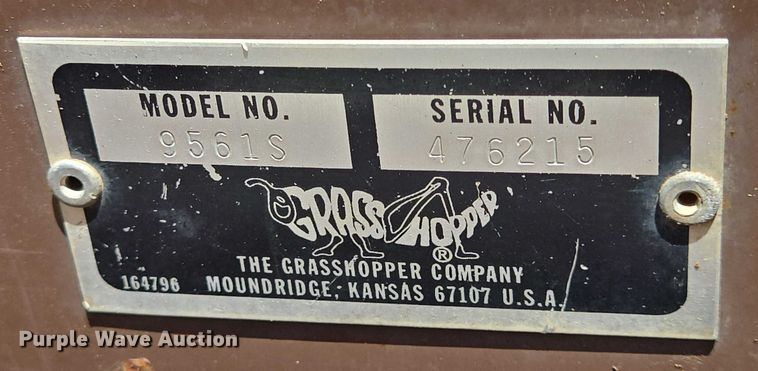 MODEL NO.
9561S
SERIAL NO.
476215
GRASSHOPPER®
THE GRASSHOPPER COMPANY
164796 MOUNDRIDGE, KANSAS 67107 U.S.A.
Purple Wave Auction